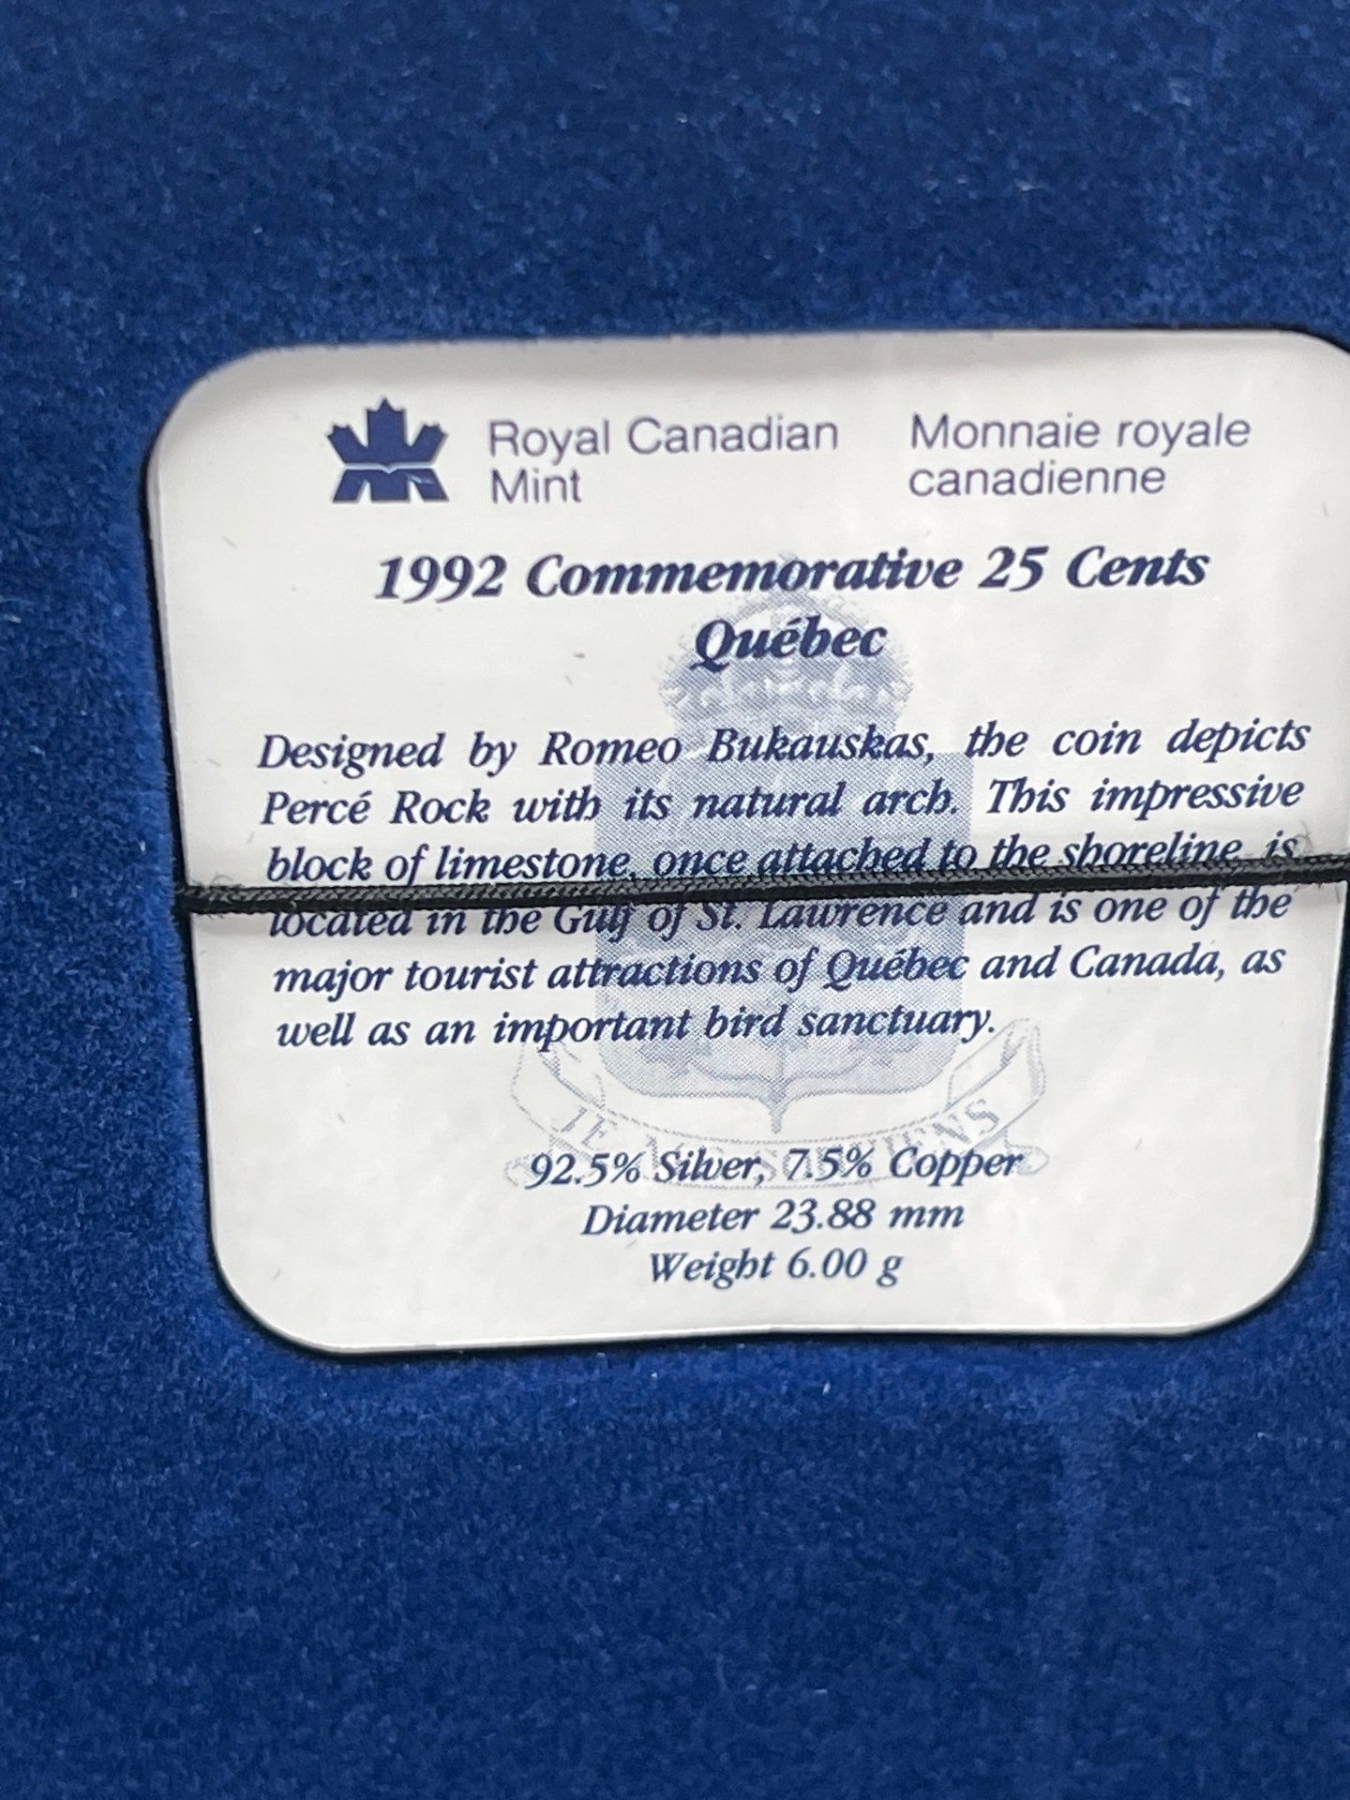 Royal Canadian Mint
Monnaie royale canadienne
1992 Commemorative 25 Cents
Québec
Designed by Romeo Bukauskas, the coin depicts
Percé Rock with its natural arch. This impressive
block of limestone, once attached to the shoreline, is
located in the Gulf of St. Lawrence and is one of the
major tourist attractions of Québec and Canada, as
well as an important bird sanctuary.
JE
92.5% Silver, 7.5% Copper
Diameter 23.88 mm
Weight 6.00 g